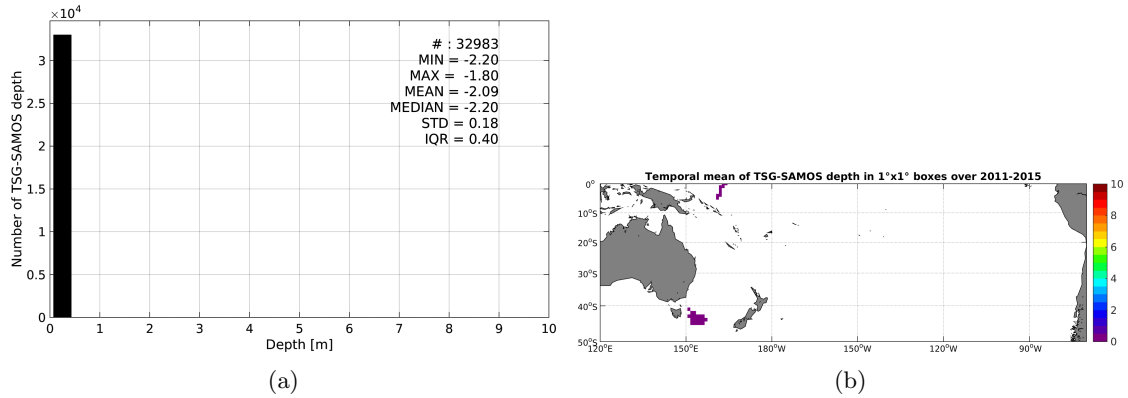 ×10⁴
# : 32983
MIN = -2.20
MAX = -1.80
MEAN = -2.09
MEDIAN = -2.20
STD = 0.18
IQR = 0.40
Number of TSG-SAMOS depth
3
2.5
2
1.5
1
0.5
0
0 1 2 3 4 5 6 7 8 9 10
Depth [m]
(a)
Temporal mean of TSG-SAMOS depth in 1°x1° boxes over 2011-2015
0°
10°S
20°S
30°S
40°S
50°S
120°E 150°E 180°W 150°W 120°W 90°W
10
8
6
4
2
0
(b)